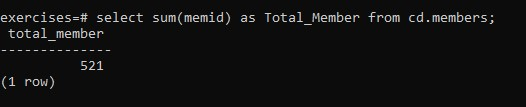 exercises=# select sum(memid) as Total_Member from cd.members;
 total_member
--------------
          521
(1 row)